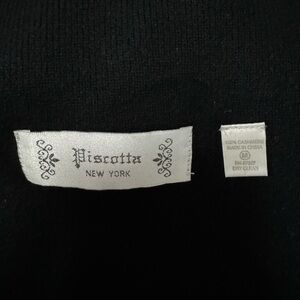 Piscotta
NEW YORK
100% CASHMERE
MADE IN CHINA
M
DRY CLEAN